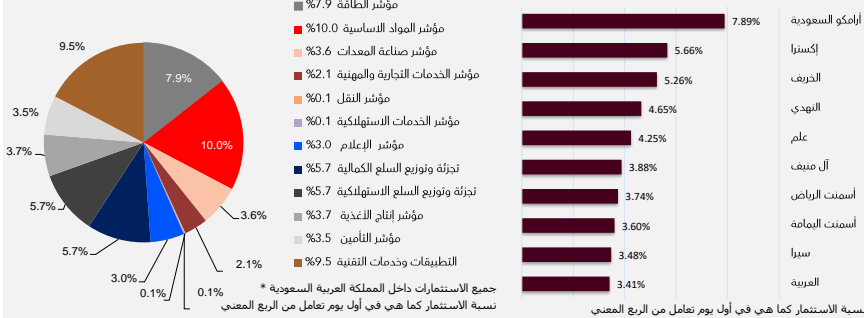 مؤشر الطاقة 7.9%
مؤشر المواد الاساسية 10.0%
مؤشر صناعة المعدات 3.6%
مؤشر الخدمات التجارية والمهنية 2.1%
مؤشر النقل 0.1%
مؤشر الخدمات الاستهلاكية 0.1%
مؤشر الإعلام 3.0%
تجزئة وتوزيع السلع الكمالية 5.7%
تجزئة وتوزيع السلع الاستهلاكية 5.7%
مؤشر إنتاج الأغذية 3.7%
مؤشر التأمين 3.5%
التطبيقات وخدمات التقنية 9.5%
7.9%
10.0%
3.6%
2.1%
0.1%
0.1%
3.0%
5.7%
5.7%
3.7%
3.5%
9.5%
جميع الاستثمارات داخل المملكة العربية السعودية *
نسبة الاستثمار كما هي في أول يوم تعامل من الربع المعني
أرامكو السعودية 7.89%
إكسترا 5.66%
الخريف 5.26%
النهدي 4.65%
علم 4.25%
آل منيف 3.88%
أسمنت الرياض 3.74%
أسمنت اليمامة 3.60%
سيرا 3.48%
العربية 3.41%
نسبة الاستثمار كما هي في أول يوم تعامل من الربع المعني